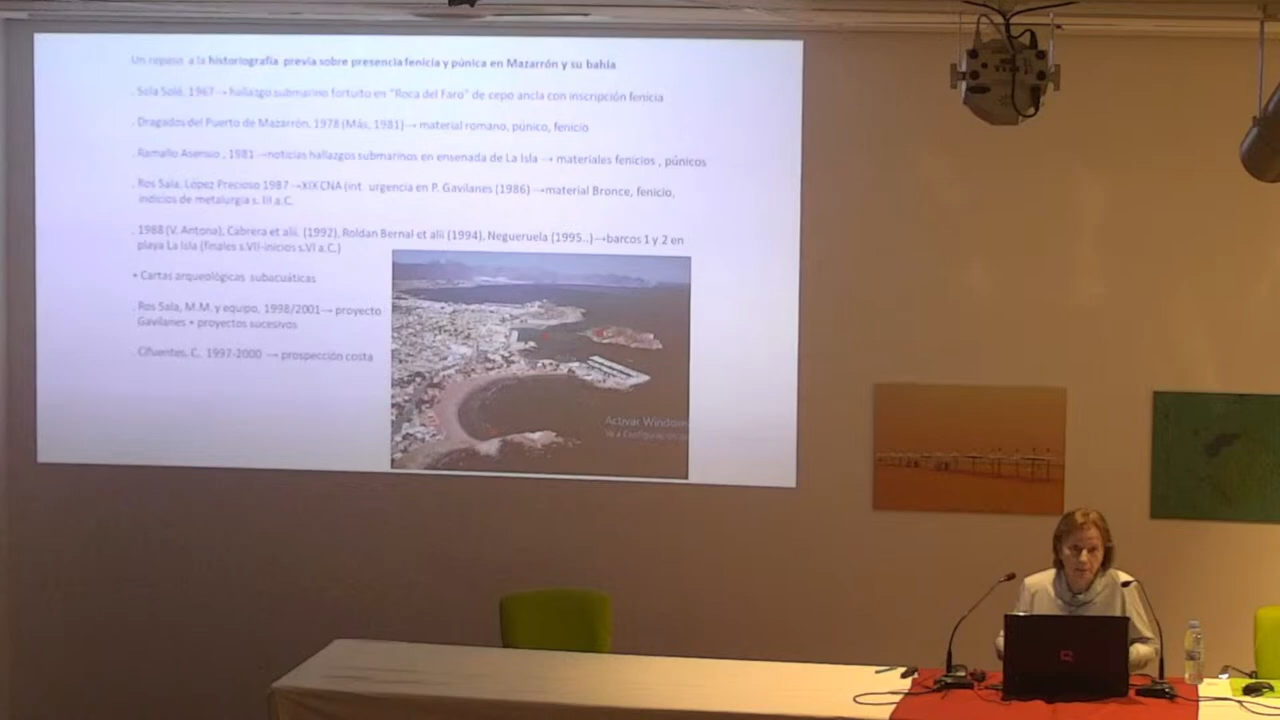 Un repaso a la historiografía previa sobre presencia fenicia y púnica en Mazarrón y su bahía
. Sola Solé, 1967 → hallazgo submarino fortuito en "Roca del Faro" de cepo ancla con inscripción fenicia
. Dragados del Puerto de Mazarrón, 1978 (Más, 1981) → material romano, púnico, fenicio
. Ramallo Asensio , 1981 →noticias hallazgos submarinos en ensenada de La Isla → materiales fenicios , púnicos
. Ros Sala, López Precioso 1987 →XIX CNA (int. urgencia en P. Gavilanes (1986) →material Bronce, fenicio,
indicios de metalurgia s. III a.C.
. 1988 (V. Antona), Cabrera et alii, (1992), Roldan Bernal et alii (1994), Negueruela (1995..)→barcos 1 y 2 en
playa La Isla (finales s.VII-inicios s.VI a.C.)
+ Cartas arqueológicas subacuáticas
. Ros Sala, M.M. y equipo, 1998/2001→ proyecto
Gavilanes + proyectos sucesivos
. Cifuentes, C. 1997-2000 → prospección costa
Activar Window
Ve a Configuración